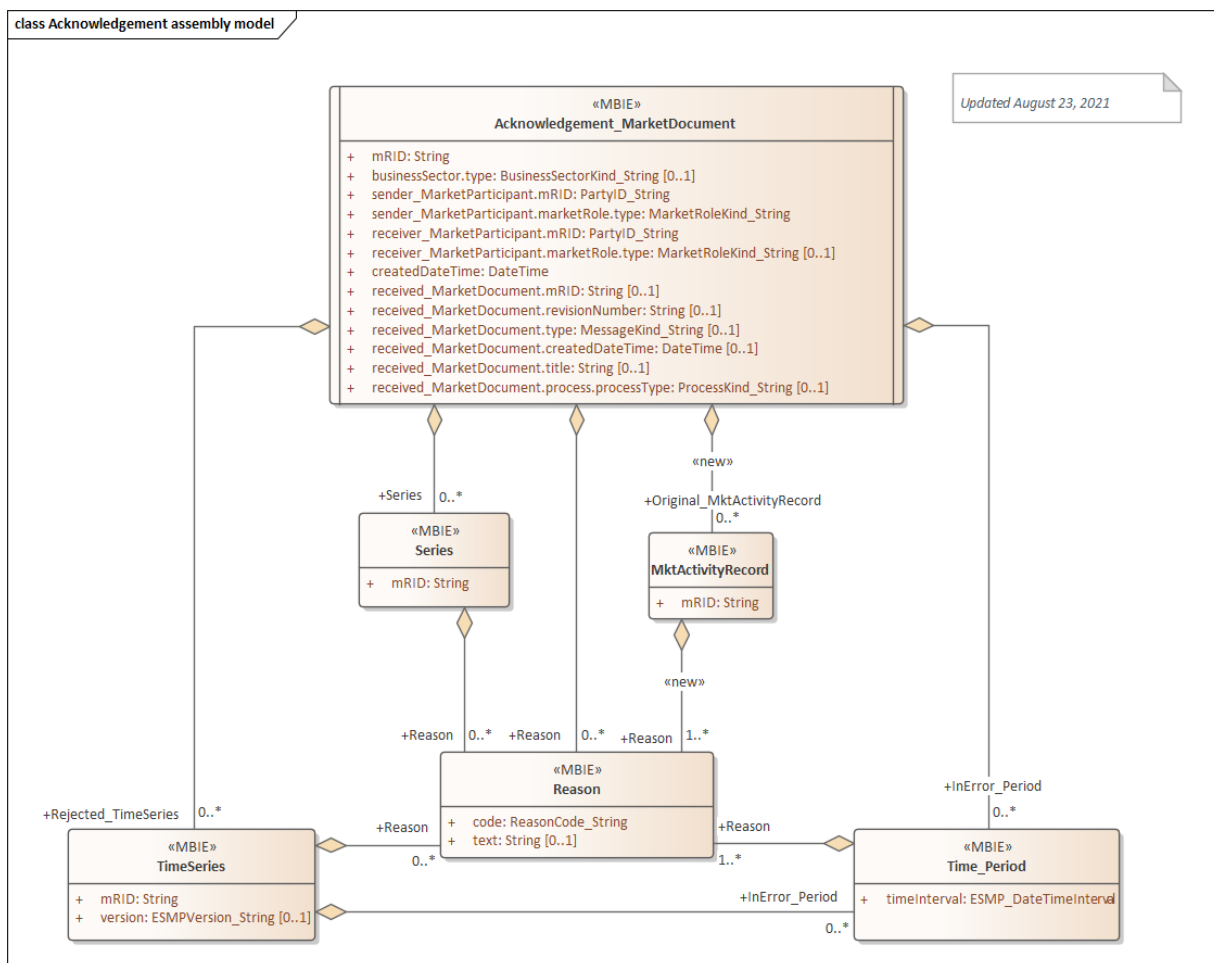 class Acknowledgement assembly model
Updated August 23, 2021
«MBIE»
Acknowledgement_MarketDocument
+ mRID: String
+ businessSector.type: BusinessSectorKind_String [0..1]
+ sender_MarketParticipant.mRID: PartyID_String
+ sender_MarketParticipant.marketRole.type: MarketRoleKind_String
+ receiver_MarketParticipant.mRID: PartyID_String
+ receiver_MarketParticipant.marketRole.type: MarketRoleKind_String [0..1]
+ createdDateTime: DateTime
+ received_MarketDocument.mRID: String [0..1]
+ received_MarketDocument.revisionNumber: String [0..1]
+ received_MarketDocument.type: MessageKind_String [0..1]
+ received_MarketDocument.createdDateTime: DateTime [0..1]
+ received_MarketDocument.title: String [0..1]
+ received_MarketDocument.process.processType: ProcessKind_String [0..1]
«new»
+Series 0..*
+Original_MktActivityRecord
0..*
«MBIE»
Series
+ mRID: String
«MBIE»
MktActivityRecord
+ mRID: String
«new»
+Reason 0..*
+Reason 0..*
+Reason 1..*
«MBIE»
Reason
+ code: ReasonCode_String
+ text: String [0..1]
+InError_Period
0..*
+Rejected_TimeSeries 0..*
«MBIE»
TimeSeries
+ mRID: String
+ version: ESMPVersion_String [0..1]
+Reason
0..*
+Reason
1..*
«MBIE»
Time_Period
+ timeInterval: ESMP_DateTimeInterval
+InError_Period
0..*